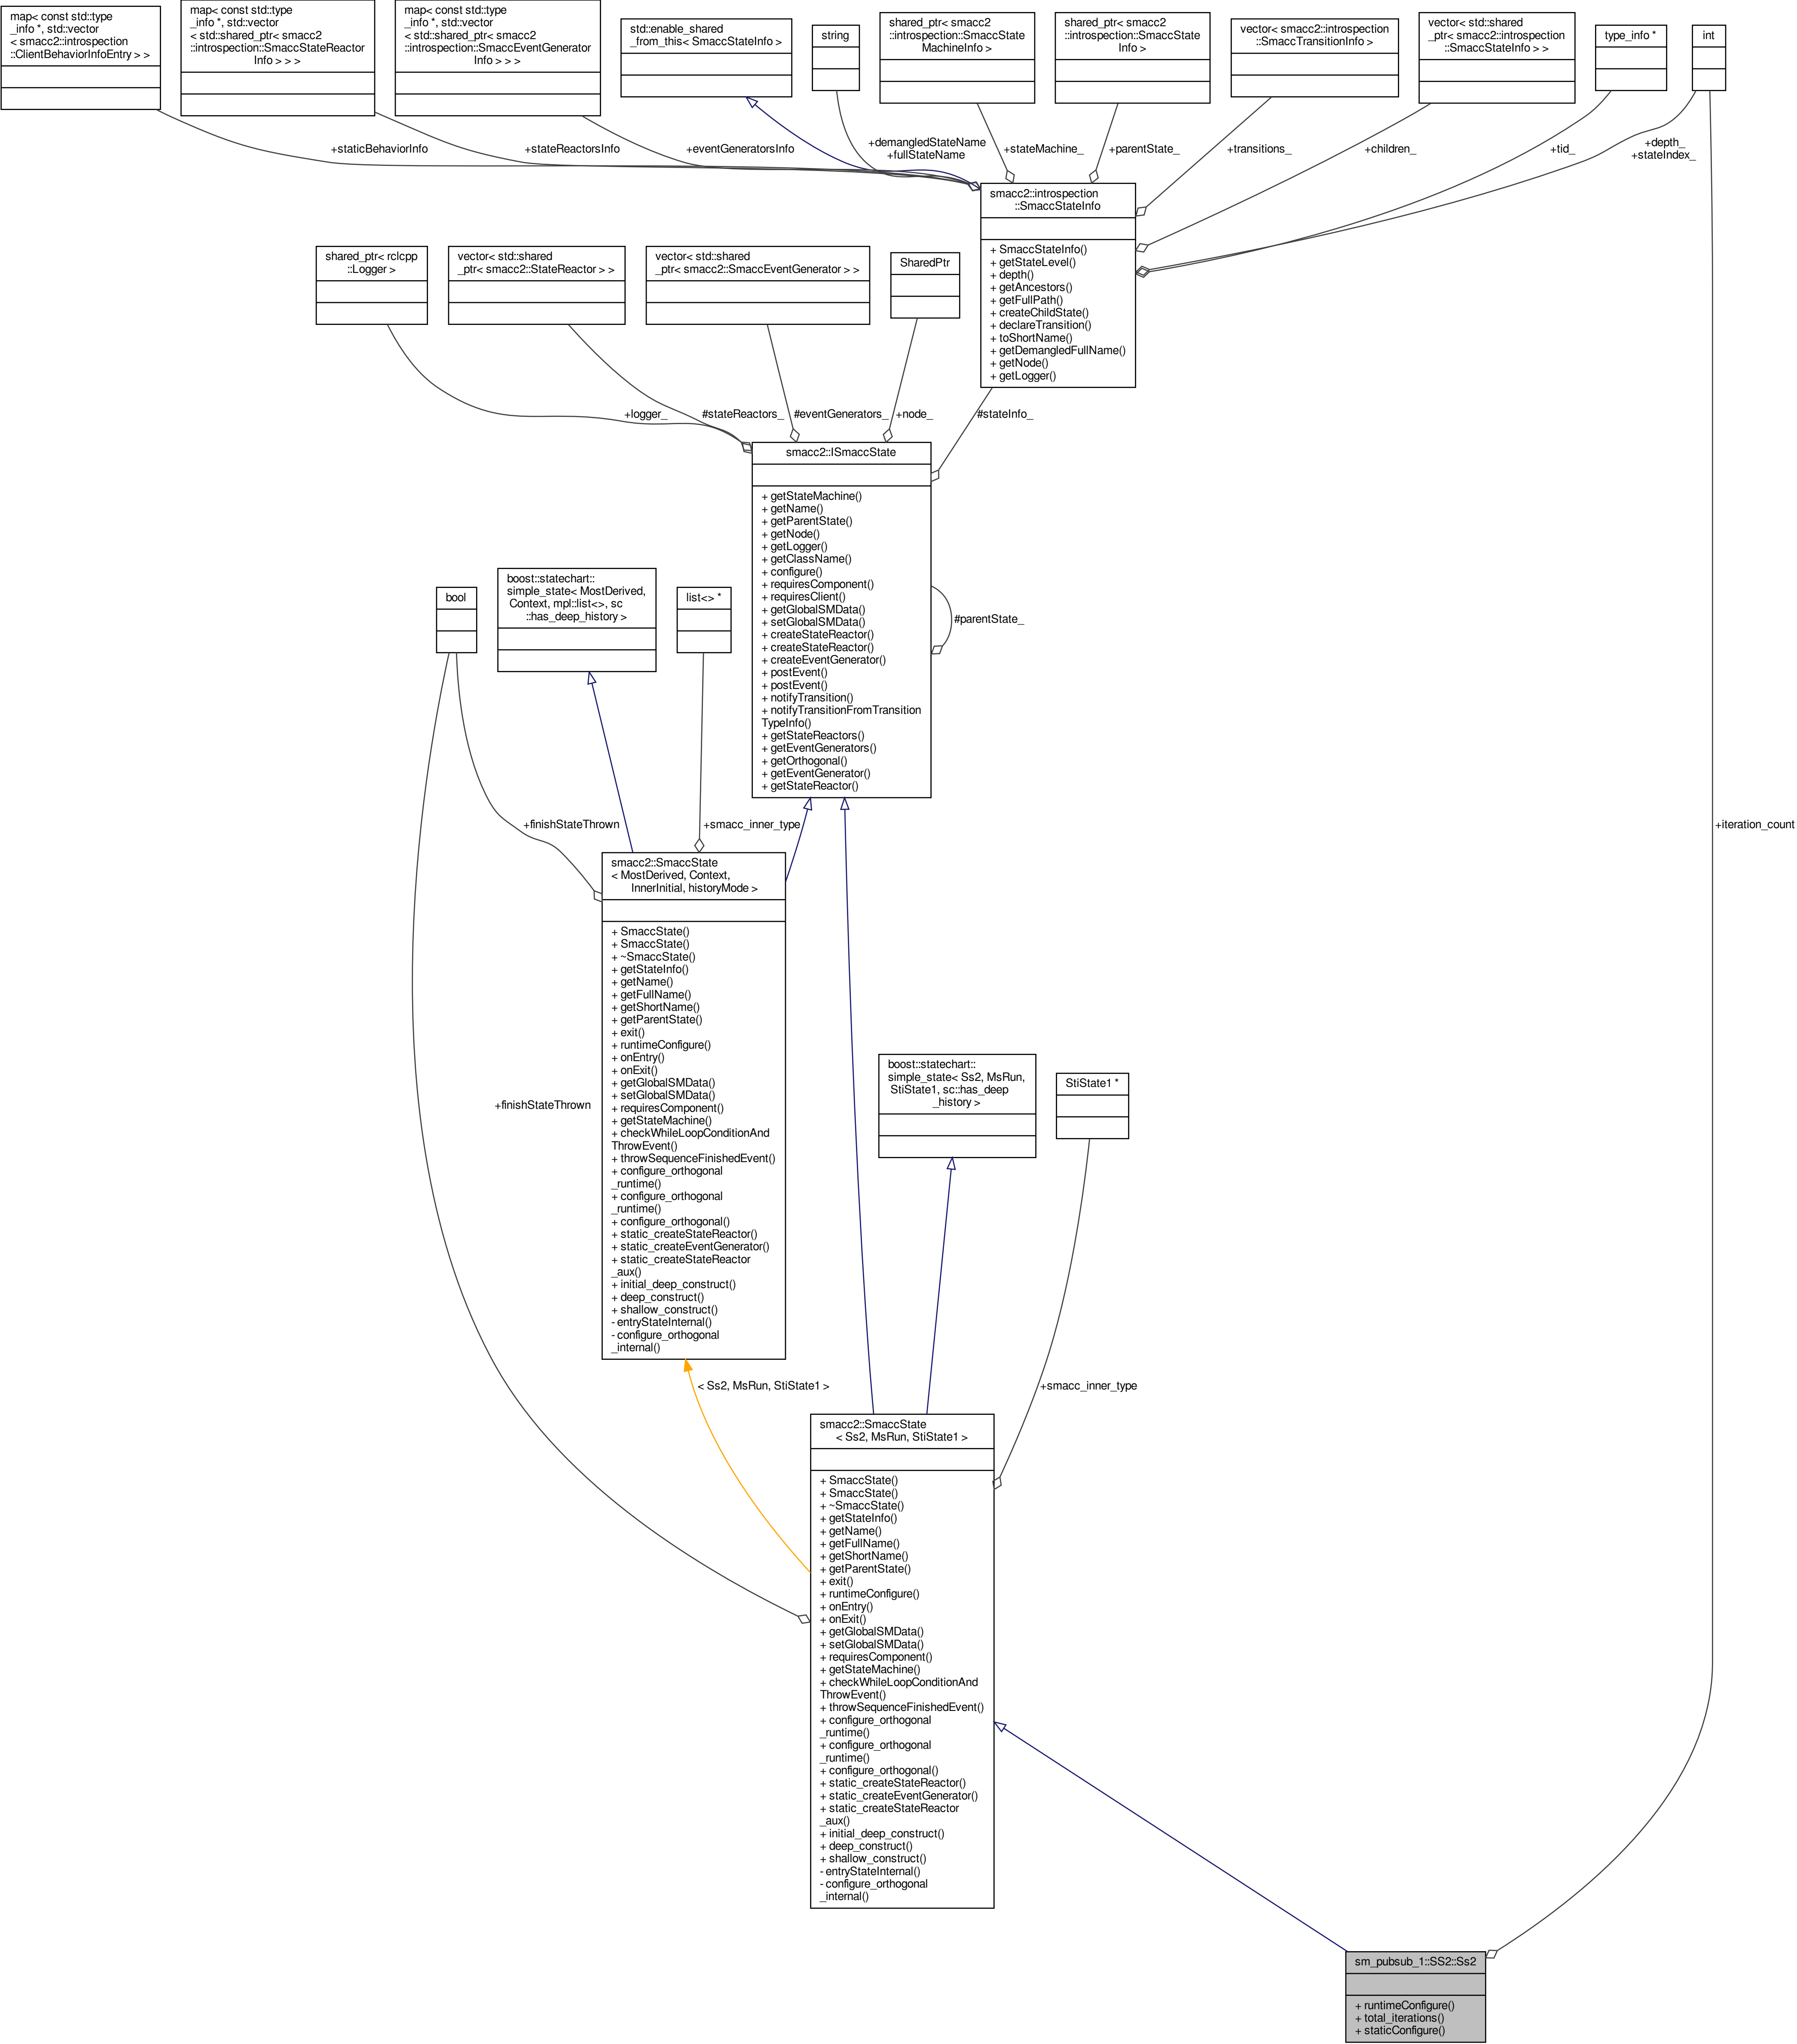 map< const std::type
_info *, std::vector
< smacc2::introspection
::ClientBehaviorInfoEntry > >
map< const std::type
_info *, std::vector
< std::shared_ptr< smacc2
::introspection::SmaccStateReactor
Info > > >
map< const std::type
_info *, std::vector
< std::shared_ptr< smacc2
::introspection::SmaccEventGenerator
Info > > >
std::enable_shared
_from_this< SmaccStateInfo >
string
shared_ptr< smacc2
::introspection::SmaccState
MachineInfo >
shared_ptr< smacc2
::introspection::SmaccState
Info >
vector< smacc2::introspection
::SmaccTransitionInfo >
vector< std::shared
_ptr< smacc2::introspection
::SmaccStateInfo > >
type_info *
int
+staticBehaviorInfo
+stateReactorsInfo
+eventGeneratorsInfo
+demangledStateName
+fullStateName
+stateMachine_
+parentState_
+transitions_
+children_
+tid_
+depth_
+stateIndex_
smacc2::introspection
::SmaccStateInfo
+ SmaccStateInfo()
+ getStateLevel()
+ depth()
+ getAncestors()
+ getFullPath()
+ createChildState()
+ declareTransition()
+ toShortName()
+ getDemangledFullName()
+ getNode()
+ getLogger()
shared_ptr< rclcpp
::Logger >
vector< std::shared
_ptr< smacc2::StateReactor > >
vector< std::shared
_ptr< smacc2::SmaccEventGenerator > >
SharedPtr
+logger_
#stateReactors_
#eventGenerators_
+node_
#stateInfo_
smacc2::ISmaccState
+ getStateMachine()
+ getName()
+ getParentState()
+ getNode()
+ getLogger()
+ getClassName()
+ configure()
+ requiresComponent()
+ requiresClient()
+ getGlobalSMData()
+ setGlobalSMData()
+ createStateReactor()
+ createStateReactor()
+ createEventGenerator()
+ postEvent()
+ postEvent()
+ notifyTransition()
+ notifyTransitionFromTransition
TypeInfo()
+ getStateReactors()
+ getEventGenerators()
+ getOrthogonal()
+ getEventGenerator()
+ getStateReactor()
#parentState_
bool
boost::statechart::
simple_state< MostDerived,
Context, mpl::list<>, sc
::has_deep_history >
list<> *
+finishStateThrown
+smacc_inner_type
+iteration_count
smacc2::SmaccState
< MostDerived, Context,
InnerInitial, historyMode >
+ SmaccState()
+ SmaccState()
+ ~SmaccState()
+ getStateInfo()
+ getName()
+ getFullName()
+ getShortName()
+ getParentState()
+ exit()
+ runtimeConfigure()
+ onEntry()
+ onExit()
+ getGlobalSMData()
+ setGlobalSMData()
+ requiresComponent()
+ getStateMachine()
+ checkWhileLoopConditionAnd
ThrowEvent()
+ throwSequenceFinishedEvent()
+ configure_orthogonal
_runtime()
+ configure_orthogonal
_runtime()
+ configure_orthogonal()
+ static_createStateReactor()
+ static_createEventGenerator()
+ static_createStateReactor
_aux()
+ initial_deep_construct()
+ deep_construct()
+ shallow_construct()
- entryStateInternal()
- configure_orthogonal
_internal()
+finishStateThrown
boost::statechart::
simple_state< Ss2, MsRun,
StiState1, sc::has_deep
_history >
StiState1 *
< Ss2, MsRun, StiState1 >
+smacc_inner_type
smacc2::SmaccState
< Ss2, MsRun, StiState1 >
+ SmaccState()
+ SmaccState()
+ ~SmaccState()
+ getStateInfo()
+ getName()
+ getFullName()
+ getShortName()
+ getParentState()
+ exit()
+ runtimeConfigure()
+ onEntry()
+ onExit()
+ getGlobalSMData()
+ setGlobalSMData()
+ requiresComponent()
+ getStateMachine()
+ checkWhileLoopConditionAnd
ThrowEvent()
+ throwSequenceFinishedEvent()
+ configure_orthogonal
_runtime()
+ configure_orthogonal
_runtime()
+ configure_orthogonal()
+ static_createStateReactor()
+ static_createEventGenerator()
+ static_createStateReactor
_aux()
+ initial_deep_construct()
+ deep_construct()
+ shallow_construct()
- entryStateInternal()
- configure_orthogonal
_internal()
sm_pubsub_1::SS2::Ss2
+ runtimeConfigure()
+ total_iterations()
+ staticConfigure()